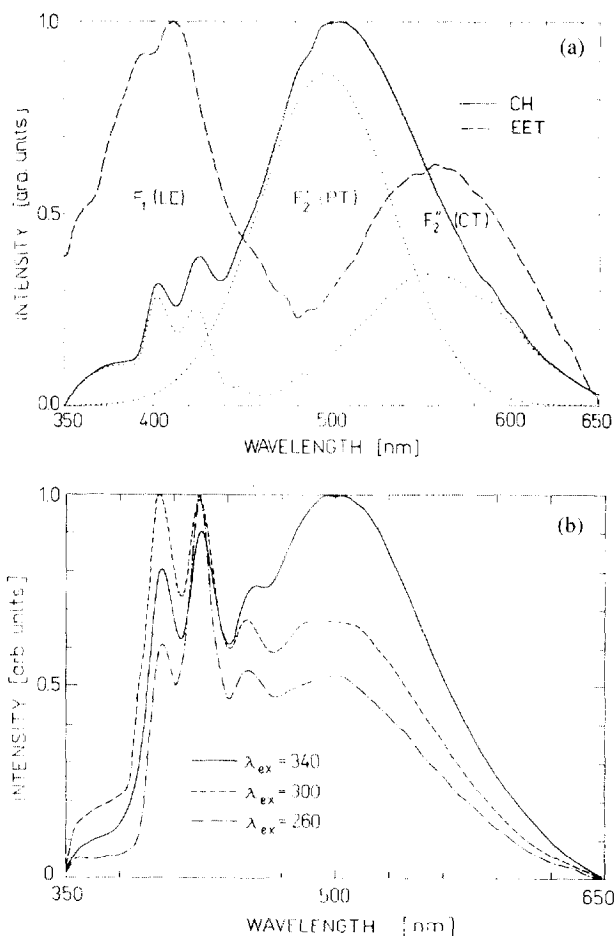 1.0
(a)
CH
EET
INTENSITY [arb. units]
F₁ (LE)
F₂' (PT)
F₂'' (CT)
0.5
0.0
350
400
500
600
650
WAVELENGTH [nm]
1.0
(b)
INTENSITY [arb units]
0.5
λex = 340
λex = 300
λex = 260
0
350
500
650
WAVELENGTH [nm]